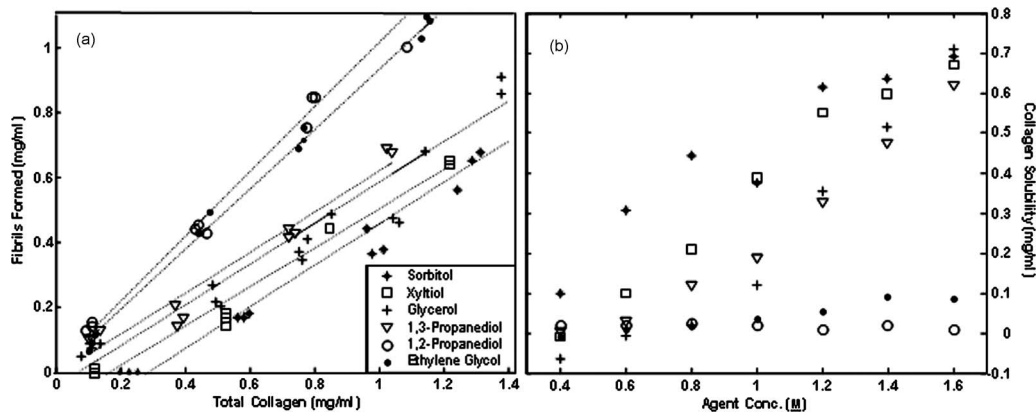 (a)
Fibrils Formed (mg/ml)
1
0.8
0.6
0.4
0.2
0
0 0.2 0.4 0.6 0.8 1 1.2 1.4
Total Collagen (mg/ml)
Sorbitol
Xyltiol
Glycerol
1,3-Propanediol
1,2-Propanediol
Ethylene Glycol
(b)
0.8
0.7
0.6
0.5
0.4
0.3
0.2
0.1
0
-0.1
Collagen Solubility (mg/ml)
0.4 0.6 0.8 1 1.2 1.4 1.6
Agent Conc. (M)